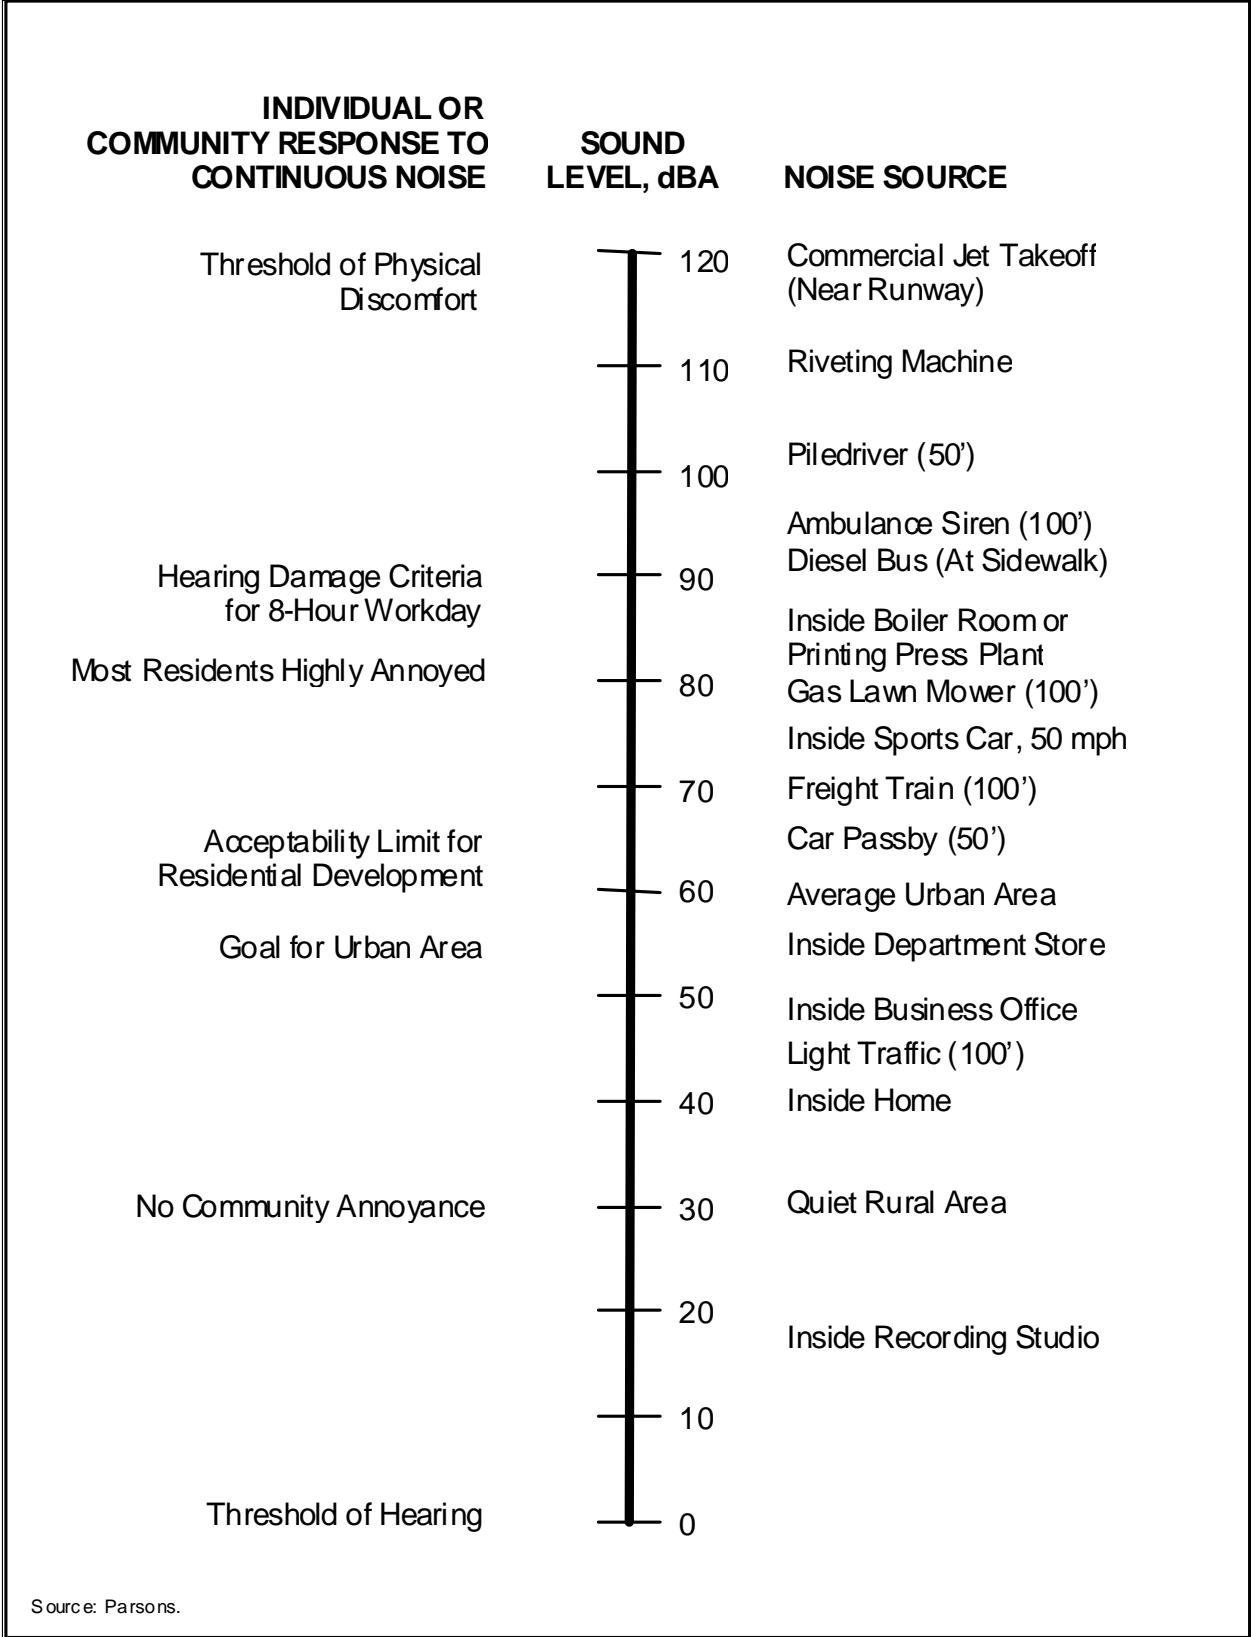 INDIVIDUAL OR
COMMUNITY RESPONSE TO
CONTINUOUS NOISE
SOUND
LEVEL, dBA
NOISE SOURCE
Threshold of Physical
Discomfort
120
Commercial Jet Takeoff
(Near Runway)
110
Riveting Machine
Piledriver (50’)
100
Ambulance Siren (100’)
Diesel Bus (At Sidewalk)
Hearing Damage Criteria
for 8-Hour Workday
90
Inside Boiler Room or
Printing Press Plant
Most Residents Highly Annoyed
80
Gas Lawn Mower (100’)
Inside Sports Car, 50 mph
70
Freight Train (100’)
Acceptability Limit for
Residential Development
Car Passby (50’)
60
Average Urban Area
Goal for Urban Area
Inside Department Store
50
Inside Business Office
Light Traffic (100’)
40
Inside Home
No Community Annoyance
30
Quiet Rural Area
20
Inside Recording Studio
10
Threshold of Hearing
0
Source: Parsons.